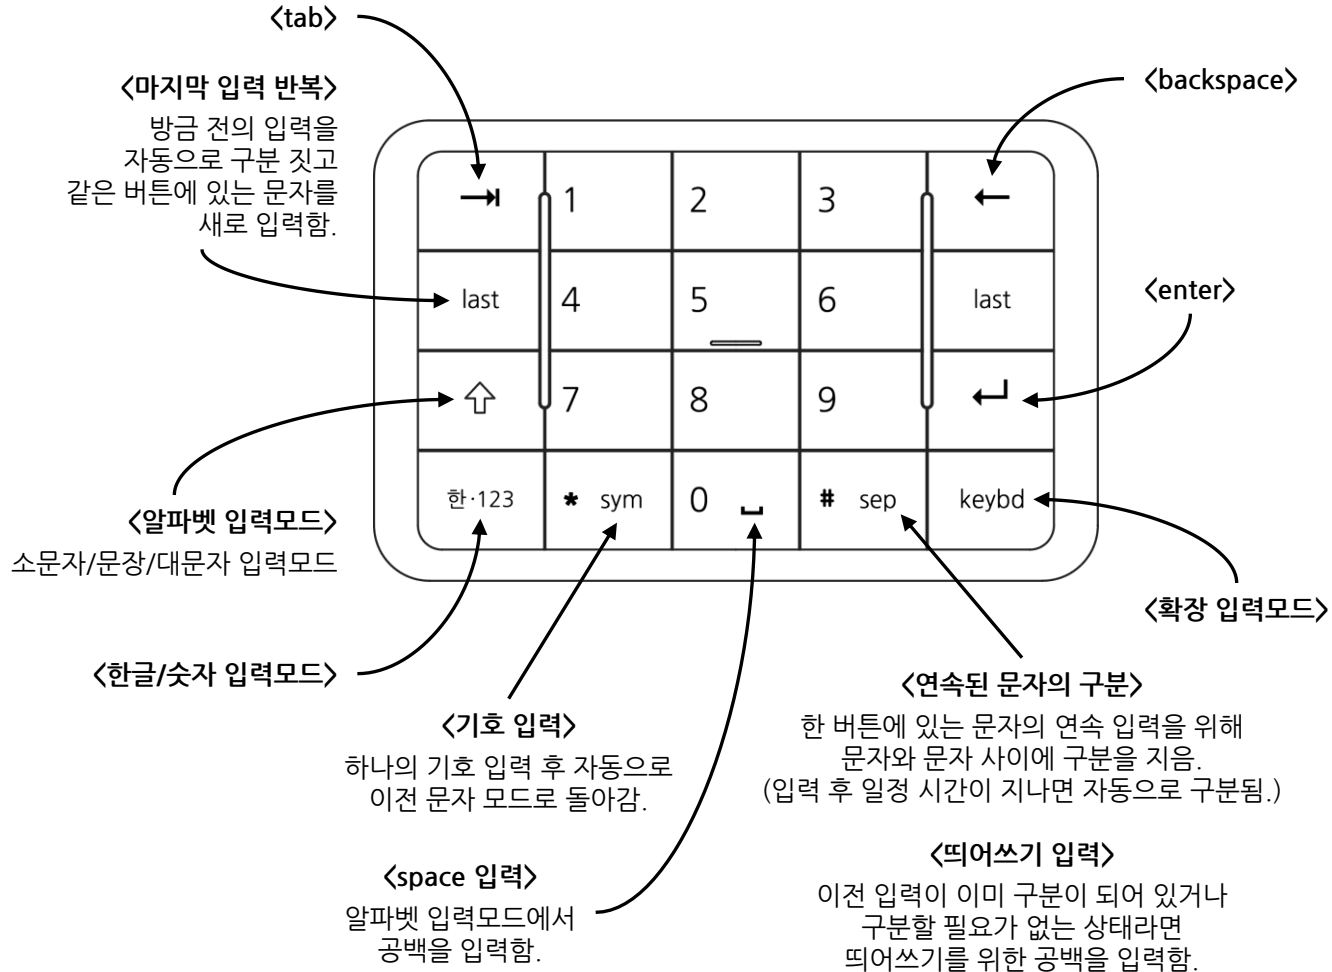 <tab>
<마지막 입력 반복>
방금 전의 입력을
자동으로 구분 짓고
같은 버튼에 있는 문자를
새로 입력함.
<backspace>
1 2 3
last 4 5 6 last
<enter>
7 8 9
한·123 * sym 0 # sep keybd
<알파벳 입력모드>
소문자/문장/대문자 입력모드
<확장 입력모드>
<한글/숫자 입력모드>
<기호 입력>
하나의 기호 입력 후 자동으로
이전 문자 모드로 돌아감.
<연속된 문자의 구분>
한 버튼에 있는 문자의 연속 입력을 위해
문자와 문자 사이에 구분을 지음.
(입력 후 일정 시간이 지나면 자동으로 구분됨.)
<space 입력>
알파벳 입력모드에서
공백을 입력함.
<띄어쓰기 입력>
이전 입력이 이미 구분이 되어 있거나
구분할 필요가 없는 상태라면
띄어쓰기를 위한 공백을 입력함.